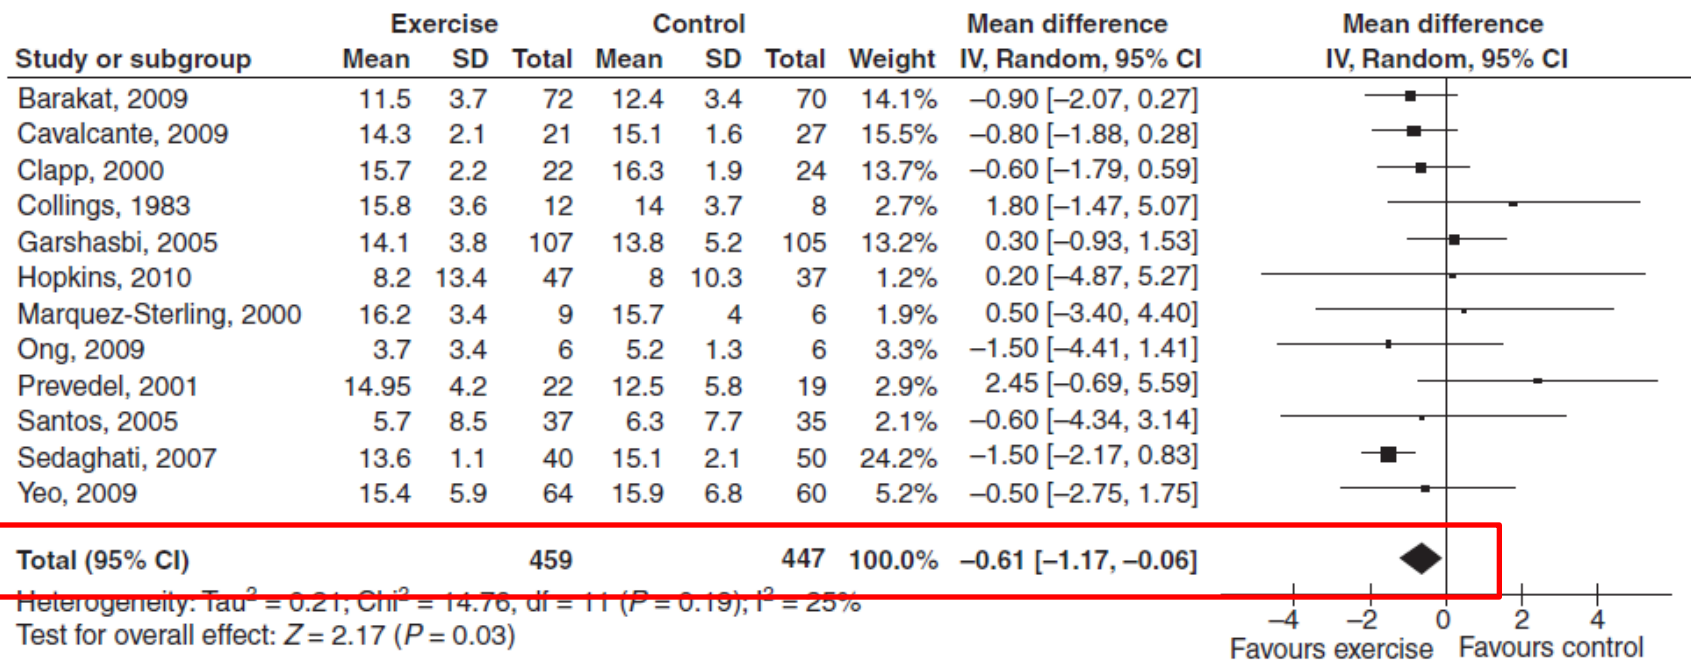 Exercise Control Mean difference Mean difference
Study or subgroup Mean SD Total Mean SD Total Weight IV, Random, 95% CI IV, Random, 95% CI
Barakat, 2009 11.5 3.7 72 12.4 3.4 70 14.1% –0.90 [–2.07, 0.27]
Cavalcante, 2009 14.3 2.1 21 15.1 1.6 27 15.5% –0.80 [–1.88, 0.28]
Clapp, 2000 15.7 2.2 22 16.3 1.9 24 13.7% –0.60 [–1.79, 0.59]
Collings, 1983 15.8 3.6 12 14 3.7 8 2.7% 1.80 [–1.47, 5.07]
Garshasbi, 2005 14.1 3.8 107 13.8 5.2 105 13.2% 0.30 [–0.93, 1.53]
Hopkins, 2010 8.2 13.4 47 8 10.3 37 1.2% 0.20 [–4.87, 5.27]
Marquez-Sterling, 2000 16.2 3.4 9 15.7 4 6 1.9% 0.50 [–3.40, 4.40]
Ong, 2009 3.7 3.4 6 5.2 1.3 6 3.3% –1.50 [–4.41, 1.41]
Prevedel, 2001 14.95 4.2 22 12.5 5.8 19 2.9% 2.45 [–0.69, 5.59]
Santos, 2005 5.7 8.5 37 6.3 7.7 35 2.1% –0.60 [–4.34, 3.14]
Sedaghati, 2007 13.6 1.1 40 15.1 2.1 50 24.2% –1.50 [–2.17, 0.83]
Yeo, 2009 15.4 5.9 64 15.9 6.8 60 5.2% –0.50 [–2.75, 1.75]
Total (95% CI) 459 447 100.0% –0.61 [–1.17, –0.06]
Heterogeneity: Tau² = 0.21; Chi² = 14.76, df = 11 (P = 0.19); I² = 25%
Test for overall effect: Z = 2.17 (P = 0.03)
–4 –2 0 2 4
Favours exercise Favours control